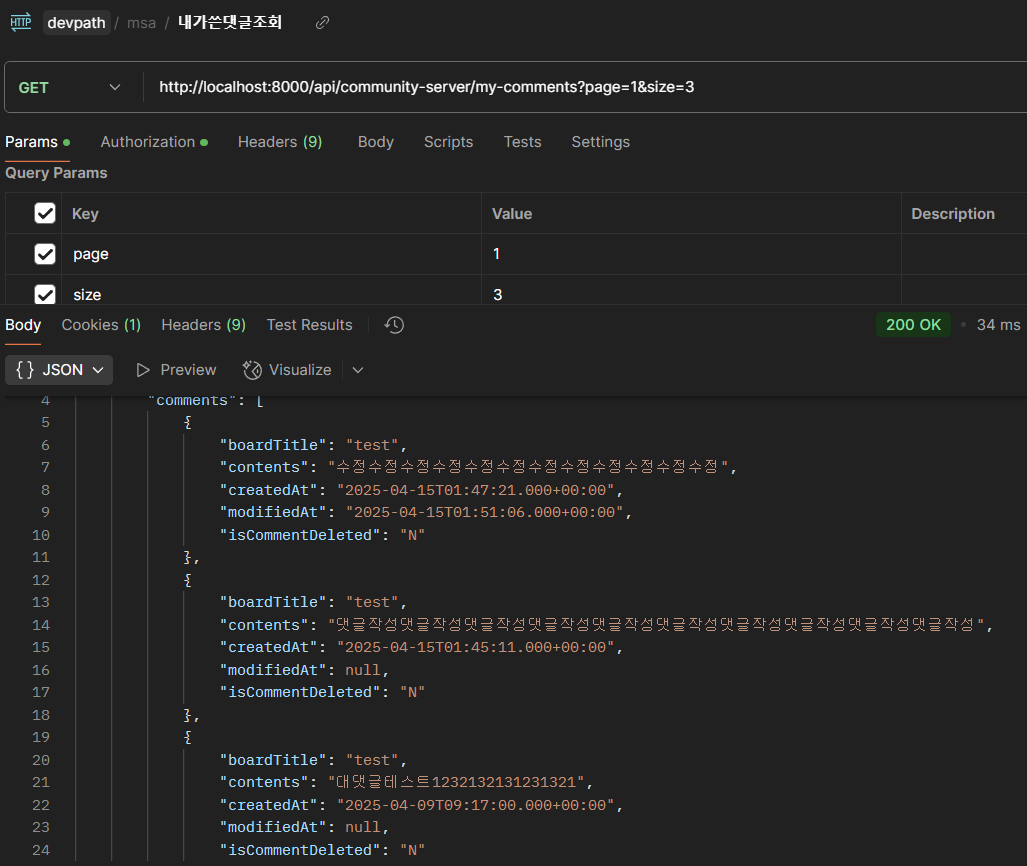 HTTP devpath / msa / 내가쓴댓글조회
GET http://localhost:8000/api/community-server/my-comments?page=1&size=3
Params Authorization Headers (9) Body Scripts Tests Settings
Query Params
Key Value Description
page 1
size 3
Body Cookies (1) Headers (9) Test Results 200 OK • 34 ms
{} JSON Preview Visualize
4 "comments": [
5 {
6 "boardTitle": "test",
7 "contents": "수정수정수정수정수정수정수정수정수정수정수정수정",
8 "createdAt": "2025-04-15T01:47:21.000+00:00",
9 "modifiedAt": "2025-04-15T01:51:06.000+00:00",
10 "isCommentDeleted": "N"
11 },
12 {
13 "boardTitle": "test",
14 "contents": "댓글작성댓글작성댓글작성댓글작성댓글작성댓글작성댓글작성댓글작성댓글작성댓글작성",
15 "createdAt": "2025-04-15T01:45:11.000+00:00",
16 "modifiedAt": null,
17 "isCommentDeleted": "N"
18 },
19 {
20 "boardTitle": "test",
21 "contents": "대댓글테스트1232132131231321",
22 "createdAt": "2025-04-09T09:17:00.000+00:00",
23 "modifiedAt": null,
24 "isCommentDeleted": "N"